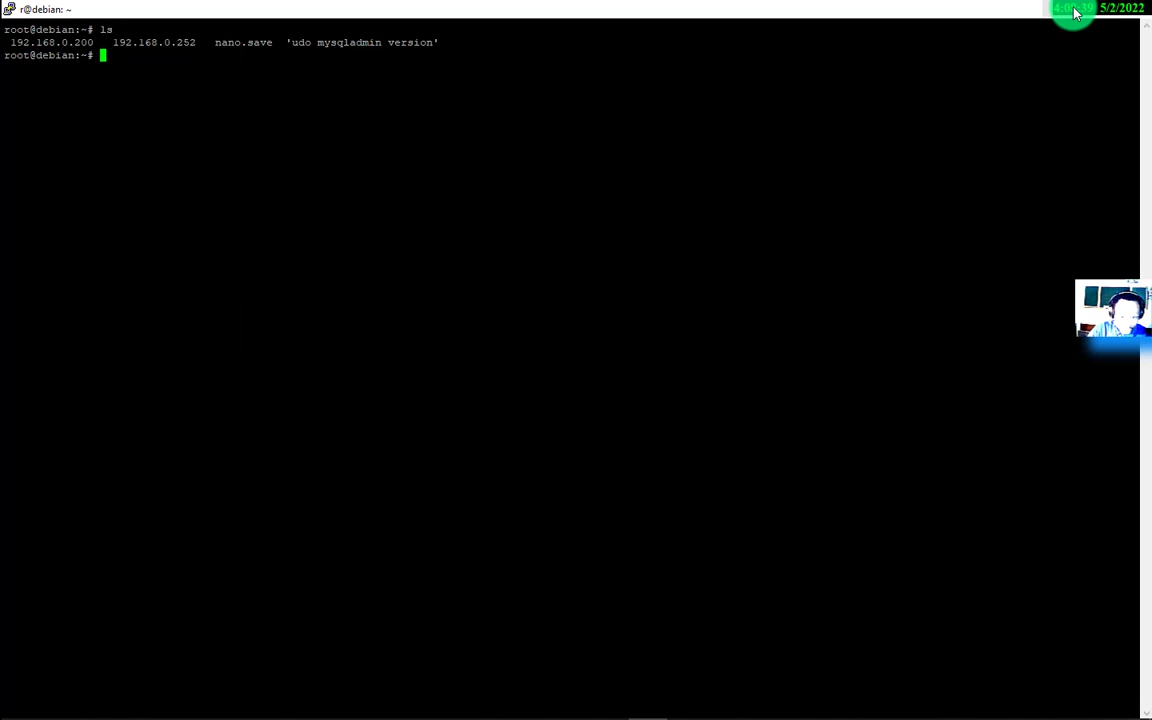 r@debian: ~
5/2/2022
root@debian:~# ls
192.168.0.200 192.168.0.252 nano.save 'udo mysqladmin version'
root@debian:~#